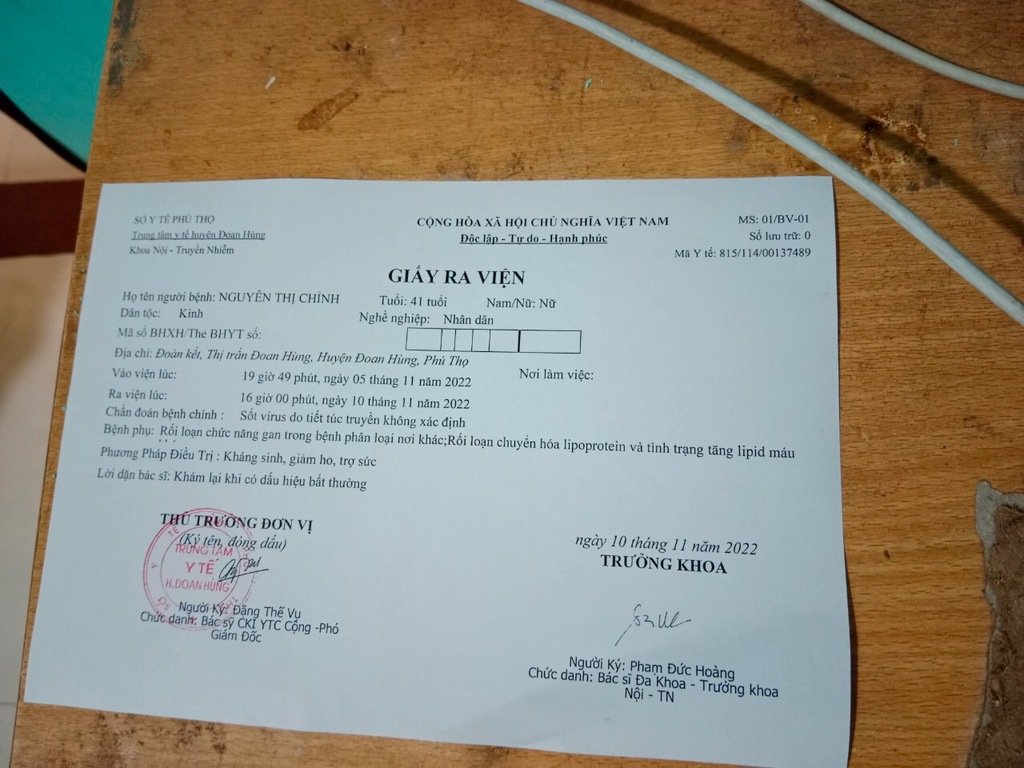 SỞ Y TẾ PHÚ THỌ
Trung tâm y tế huyện Đoan Hùng
Khoa Nội - Truyền Nhiễm
CỘNG HÒA XÃ HỘI CHỦ NGHĨA VIỆT NAM
Độc lập - Tự do - Hạnh phúc
MS: 01/BV-01
Số lưu trữ: 0
Mã Y tế: 815/114/00137489
GIẤY RA VIỆN
Họ tên người bệnh: NGUYỄN THỊ CHÍNH Tuổi: 41 tuổi Nam/Nữ: Nữ
Dân tộc: Kinh Nghề nghiệp: Nhân dân
Mã số BHXH/Thẻ BHYT số:
Địa chỉ: Đoàn kết, Thị trấn Đoan Hùng, Huyện Đoan Hùng, Phú Thọ
Vào viện lúc: 19 giờ 49 phút, ngày 05 tháng 11 năm 2022 Nơi làm việc:
Ra viện lúc: 16 giờ 00 phút, ngày 10 tháng 11 năm 2022
Chẩn đoán bệnh chính : Sốt virus do tiết túc truyền không xác định
Bệnh phụ: Rối loạn chức năng gan trong bệnh phân loại nơi khác;Rối loạn chuyển hóa lipoprotein và tình trạng tăng lipid máu
Phương Pháp Điều Trị : Kháng sinh, giảm ho, trợ sức
Lời dặn bác sĩ: Khám lại khi có dấu hiệu bất thường
THỦ TRƯỞNG ĐƠN VỊ
(Ký tên, đóng dấu)
TRUNG TÂM
Y TẾ
H.ĐOAN HÙNG
Người Ký: Đặng Thế Vụ
Chức danh: Bác sỹ CKI YTC Cộng -Phó
Giám Đốc
ngày 10 tháng 11 năm 2022
TRƯỞNG KHOA
Người Ký: Phạm Đức Hoàng
Chức danh: Bác sĩ Đa Khoa - Trưởng khoa
Nội - TN